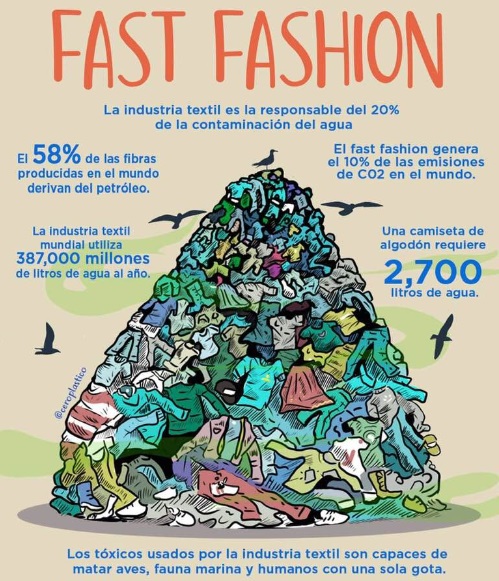 FAST FASHION
La industria textil es la responsable del 20%
de la contaminación del agua
El 58% de las fibras
producidas en el mundo
derivan del petróleo.
El fast fashion genera
el 10% de las emisiones
de C02 en el mundo.
La industria textil
mundial utiliza
387,000 millones
de litros de agua al año.
Una camiseta de
algodón requiere
2,700
litros de agua.
@ceroplastico
Los tóxicos usados por la industria textil son capaces de
matar aves, fauna marina y humanos con una sola gota.